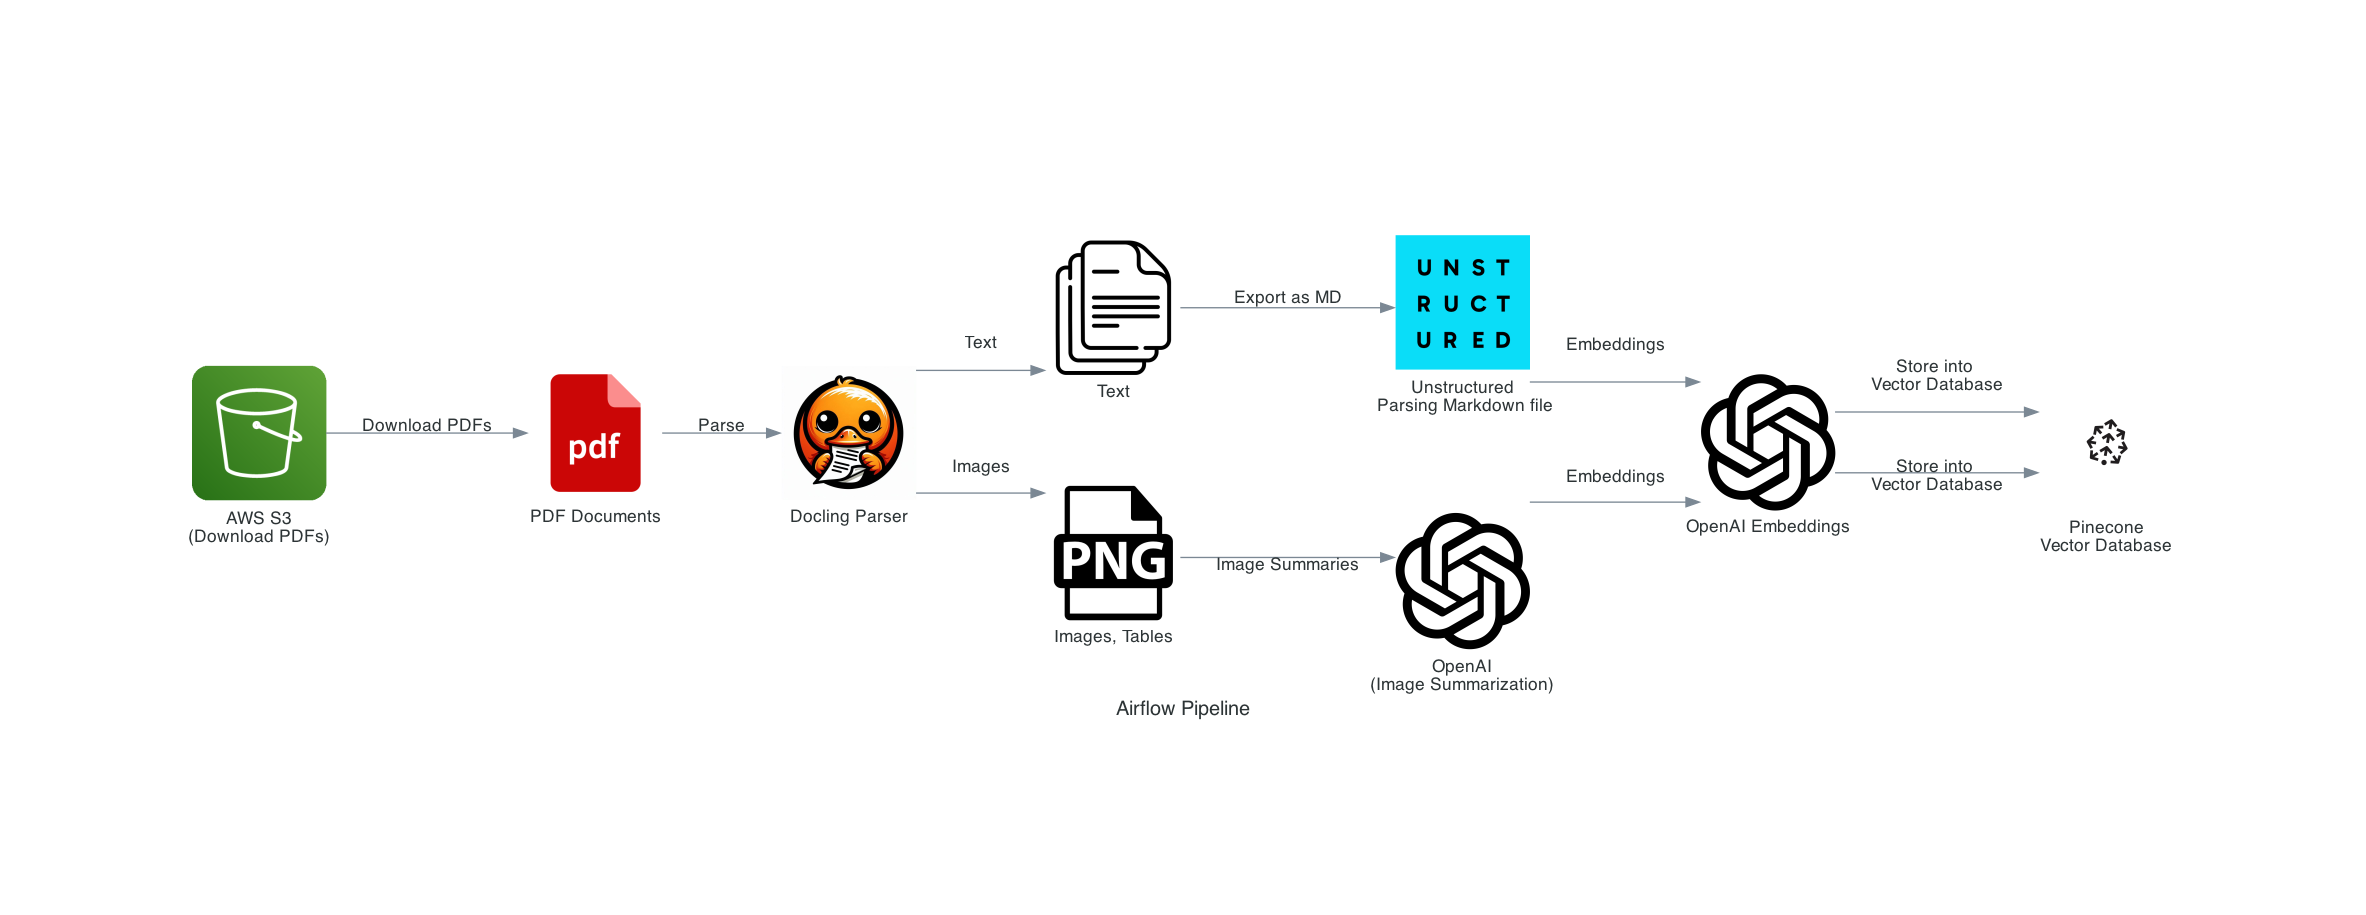 AWS S3
(Download PDFs)
Download PDFs
pdf
PDF Documents
Parse
Docling Parser
Text
Text
Images
PNG
Images, Tables
Export as MD
UNST
RUCT
URED
Unstructured
Parsing Markdown file
Image Summaries
OpenAI
(Image Summarization)
Embeddings
Embeddings
OpenAI Embeddings
Store into
Vector Database
Store into
Vector Database
Pinecone
Vector Database
Airflow Pipeline